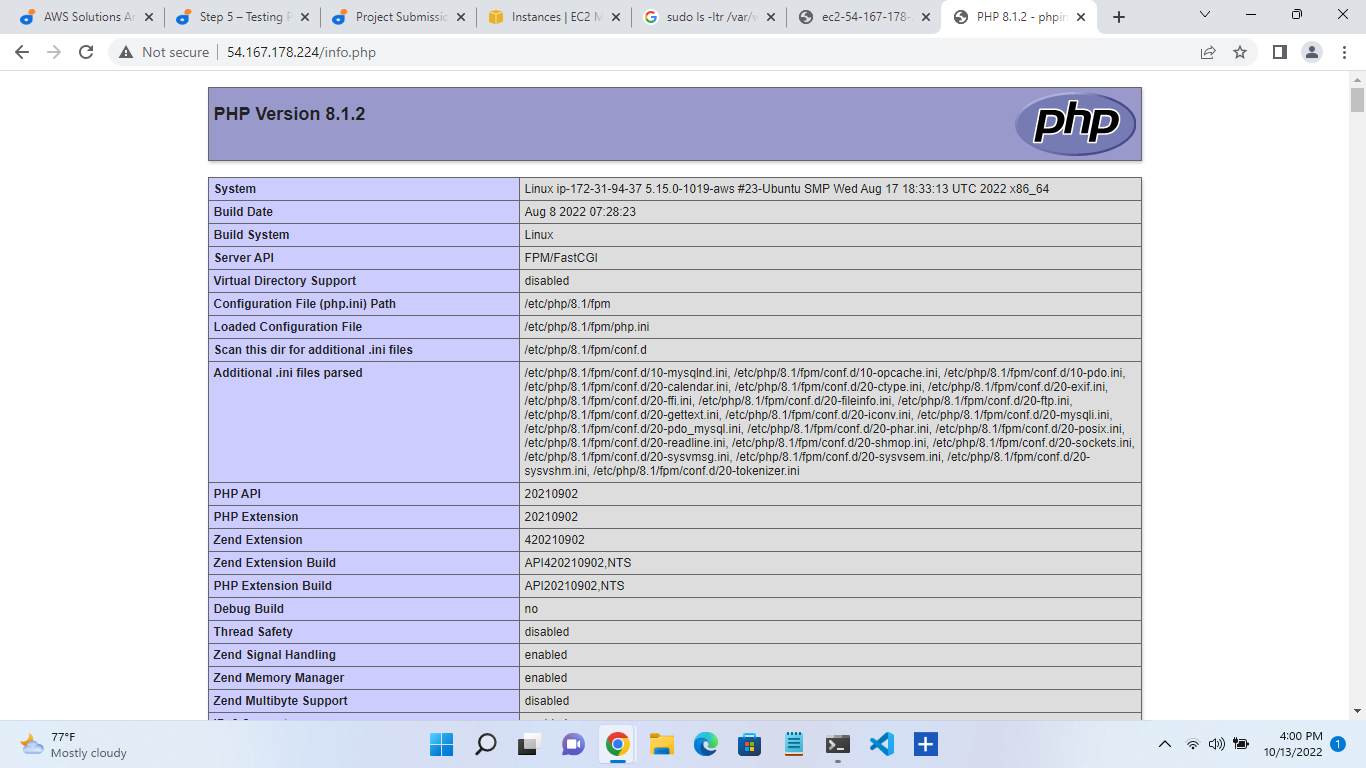 AWS Solutions Ar
Step 5 – Testing P
Project Submissio
Instances | EC2 M
sudo ls -ltr /var/w
ec2-54-167-178-
PHP 8.1.2 - phpin
Not secure
54.167.178.224/info.php
PHP Version 8.1.2
php
System
Linux ip-172-31-94-37 5.15.0-1019-aws #23-Ubuntu SMP Wed Aug 17 18:33:13 UTC 2022 x86_64
Build Date
Aug 8 2022 07:28:23
Build System
Linux
Server API
FPM/FastCGI
Virtual Directory Support
disabled
Configuration File (php.ini) Path
/etc/php/8.1/fpm
Loaded Configuration File
/etc/php/8.1/fpm/php.ini
Scan this dir for additional .ini files
/etc/php/8.1/fpm/conf.d
Additional .ini files parsed
/etc/php/8.1/fpm/conf.d/10-mysqlnd.ini, /etc/php/8.1/fpm/conf.d/10-opcache.ini, /etc/php/8.1/fpm/conf.d/10-pdo.ini,
/etc/php/8.1/fpm/conf.d/20-calendar.ini, /etc/php/8.1/fpm/conf.d/20-ctype.ini, /etc/php/8.1/fpm/conf.d/20-exif.ini,
/etc/php/8.1/fpm/conf.d/20-ffi.ini, /etc/php/8.1/fpm/conf.d/20-fileinfo.ini, /etc/php/8.1/fpm/conf.d/20-ftp.ini,
/etc/php/8.1/fpm/conf.d/20-gettext.ini, /etc/php/8.1/fpm/conf.d/20-iconv.ini, /etc/php/8.1/fpm/conf.d/20-mysqli.ini,
/etc/php/8.1/fpm/conf.d/20-pdo_mysql.ini, /etc/php/8.1/fpm/conf.d/20-phar.ini, /etc/php/8.1/fpm/conf.d/20-posix.ini,
/etc/php/8.1/fpm/conf.d/20-readline.ini, /etc/php/8.1/fpm/conf.d/20-shmop.ini, /etc/php/8.1/fpm/conf.d/20-sockets.ini,
/etc/php/8.1/fpm/conf.d/20-sysvmsg.ini, /etc/php/8.1/fpm/conf.d/20-sysvsem.ini, /etc/php/8.1/fpm/conf.d/20-
sysvshm.ini, /etc/php/8.1/fpm/conf.d/20-tokenizer.ini
PHP API
20210902
PHP Extension
20210902
Zend Extension
420210902
Zend Extension Build
API420210902,NTS
PHP Extension Build
API20210902,NTS
Debug Build
no
Thread Safety
disabled
Zend Signal Handling
enabled
Zend Memory Manager
enabled
Zend Multibyte Support
disabled
77°F
Mostly cloudy
4:00 PM
10/13/2022
1